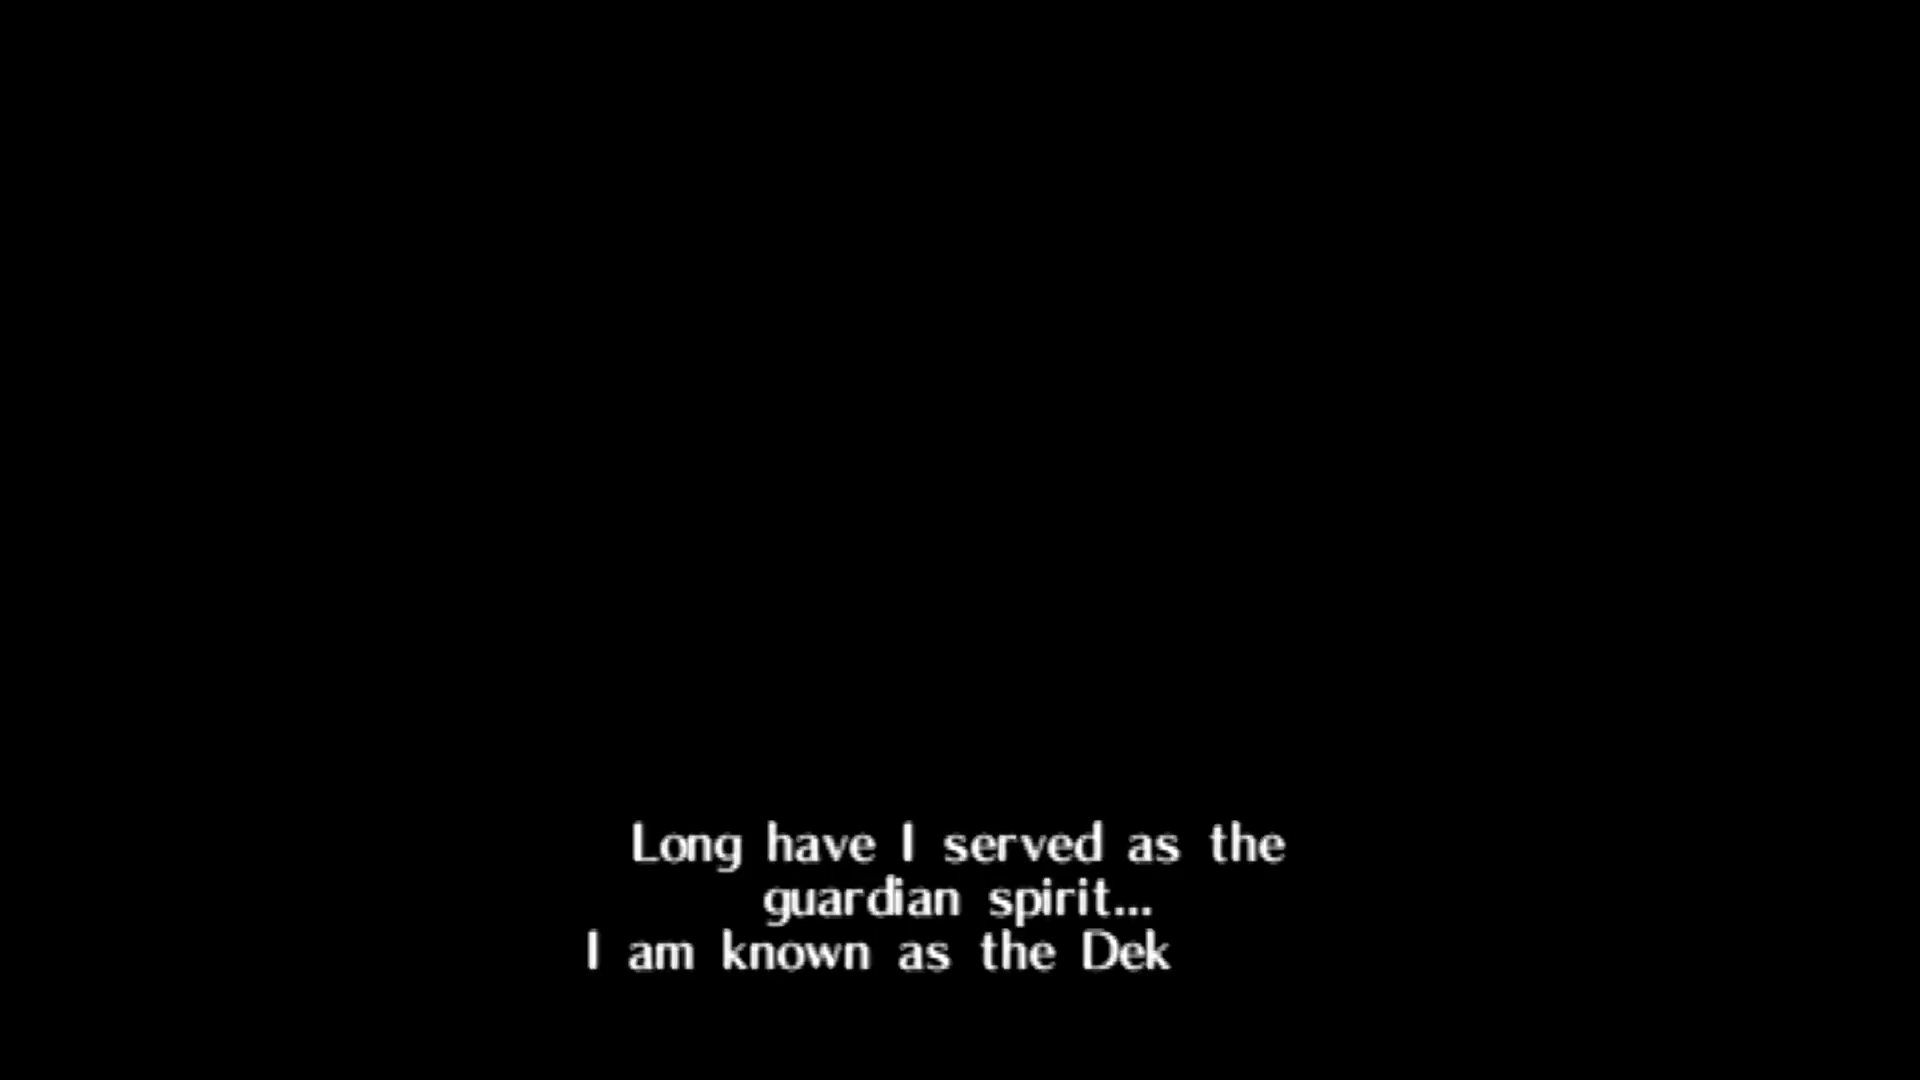 Long have I served as the
guardian spirit...
I am known as the Dek